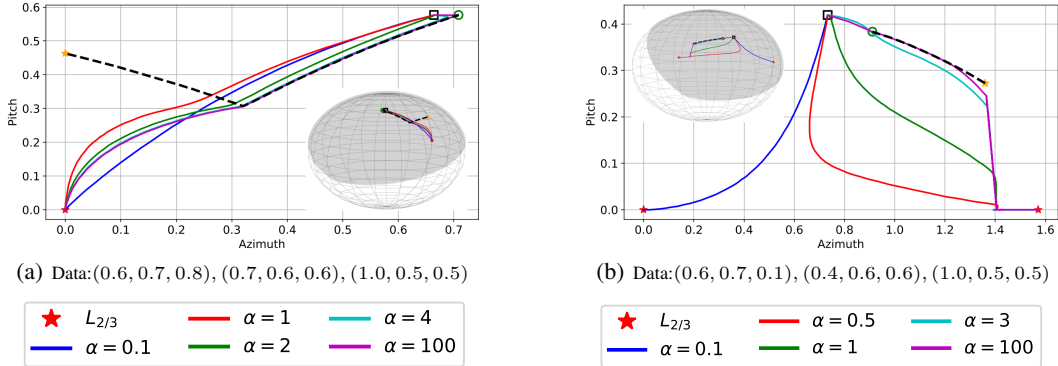 0.6
0.5
0.4
0.3
0.2
0.1
0.0
Pitch
0.0 0.1 0.2 0.3 0.4 0.5 0.6 0.7
Azimuth
(a) Data:(0.6, 0.7, 0.8), (0.7, 0.6, 0.6), (1.0, 0.5, 0.5)
L_{2/3} α = 1 α = 4
α = 0.1 α = 2 α = 100
0.4
0.3
0.2
0.1
0.0
Pitch
0.0 0.2 0.4 0.6 0.8 1.0 1.2 1.4 1.6
Azimuth
(b) Data:(0.6, 0.7, 0.1), (0.4, 0.6, 0.6), (1.0, 0.5, 0.5)
L_{2/3} α = 0.5 α = 3
α = 0.1 α = 1 α = 100